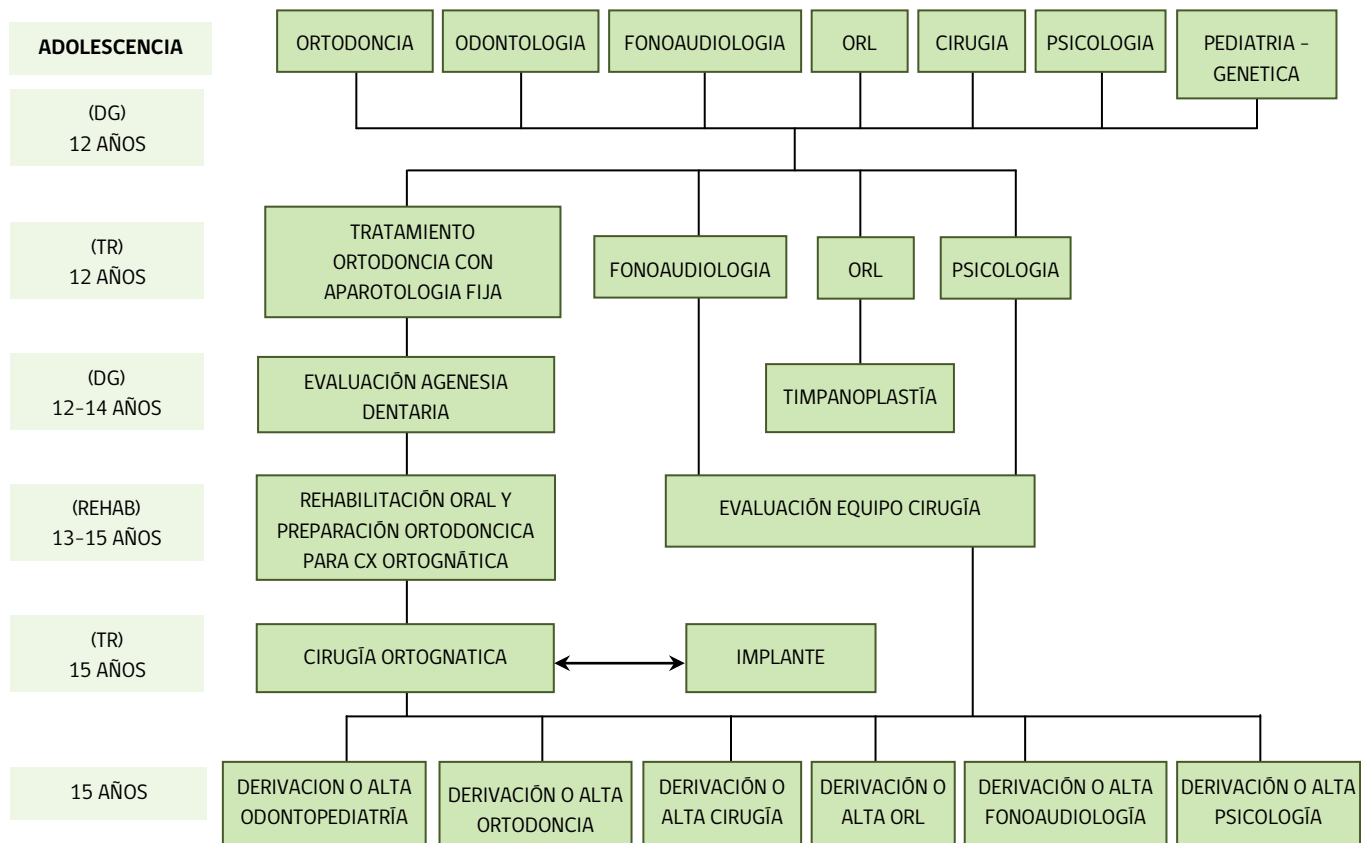 ADOLESCENCIA
ORTODONCIA
ODONTOLOGIA
FONOAUDIOLOGIA
ORL
CIRUGIA
PSICOLOGIA
PEDIATRIA –
GENETICA
(DG)
12 AÑOS
(TR)
12 AÑOS
TRATAMIENTO
ORTODONCIA CON
APAROTOLOGIA FIJA
FONOAUDIOLOGIA
ORL
PSICOLOGIA
(DG)
12-14 AÑOS
EVALUACIÓN AGENESIA
DENTARIA
TIMPANOPLASTÍA
(REHAB)
13-15 AÑOS
REHABILITACIÓN ORAL Y
PREPARACIÓN ORTODONCICA
PARA CX ORTOGNÁTICA
EVALUACIÓN EQUIPO CIRUGÍA
(TR)
15 AÑOS
CIRUGÍA ORTOGNATICA
IMPLANTE
15 AÑOS
DERIVACION O ALTA
ODONTOPEDIATRÍA
DERIVACIÓN O ALTA
ORTODONCIA
DERIVACIÓN O
ALTA CIRUGÍA
DERIVACIÓN O
ALTA ORL
DERIVACIÓN O ALTA
FONOAUDIOLOGÍA
DERIVACIÓN O ALTA
PSICOLOGÍA